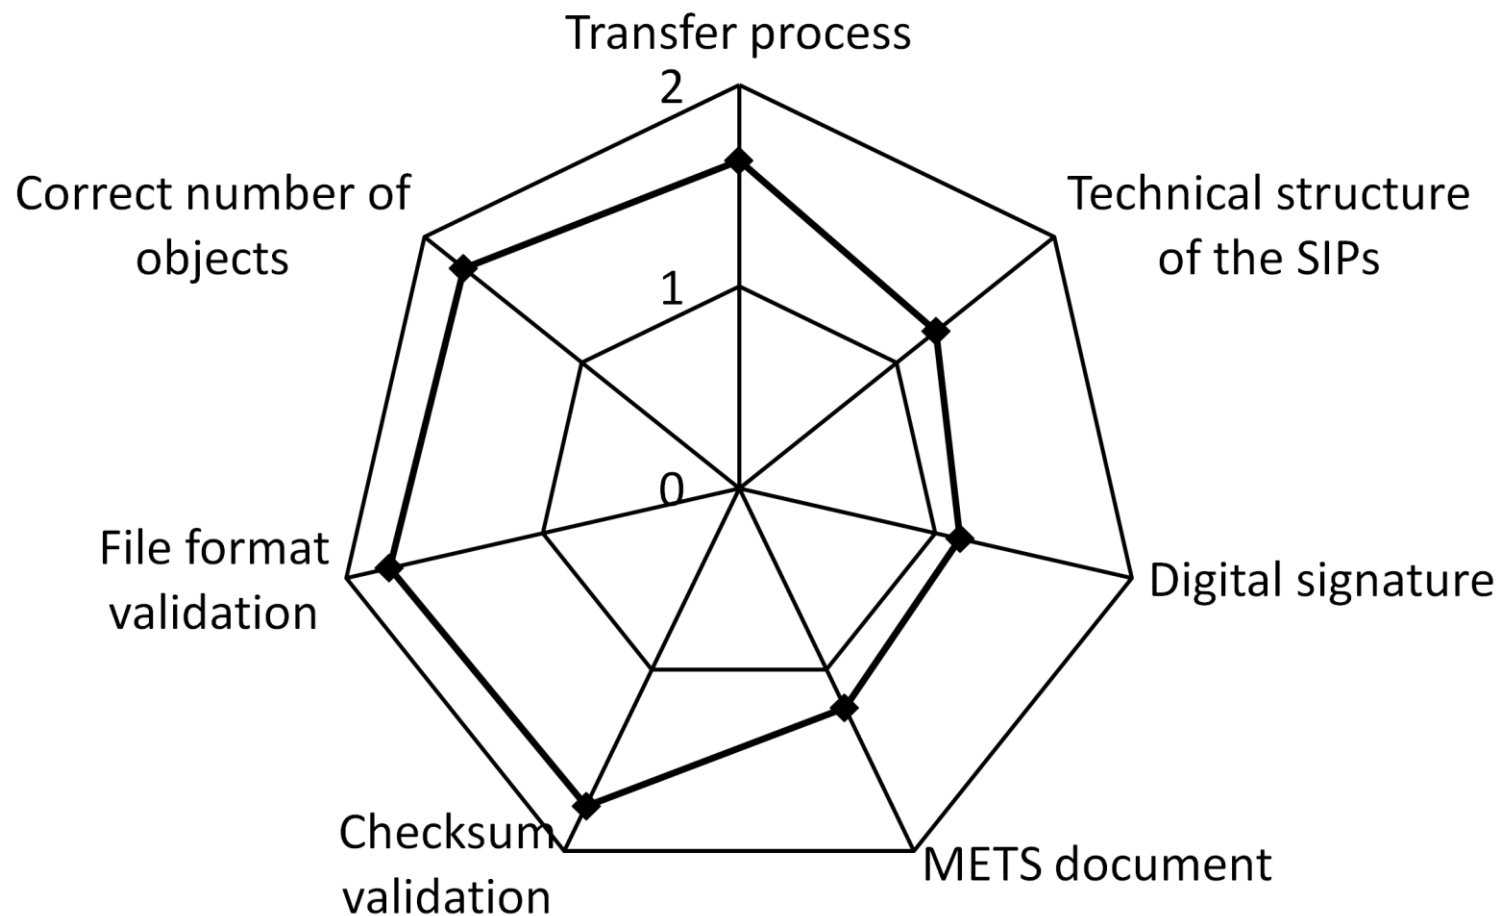 Transfer process
2
Correct number of
objects
Technical structure
of the SIPs
1
0
File format
validation
Digital signature
Checksum
validation
METS document